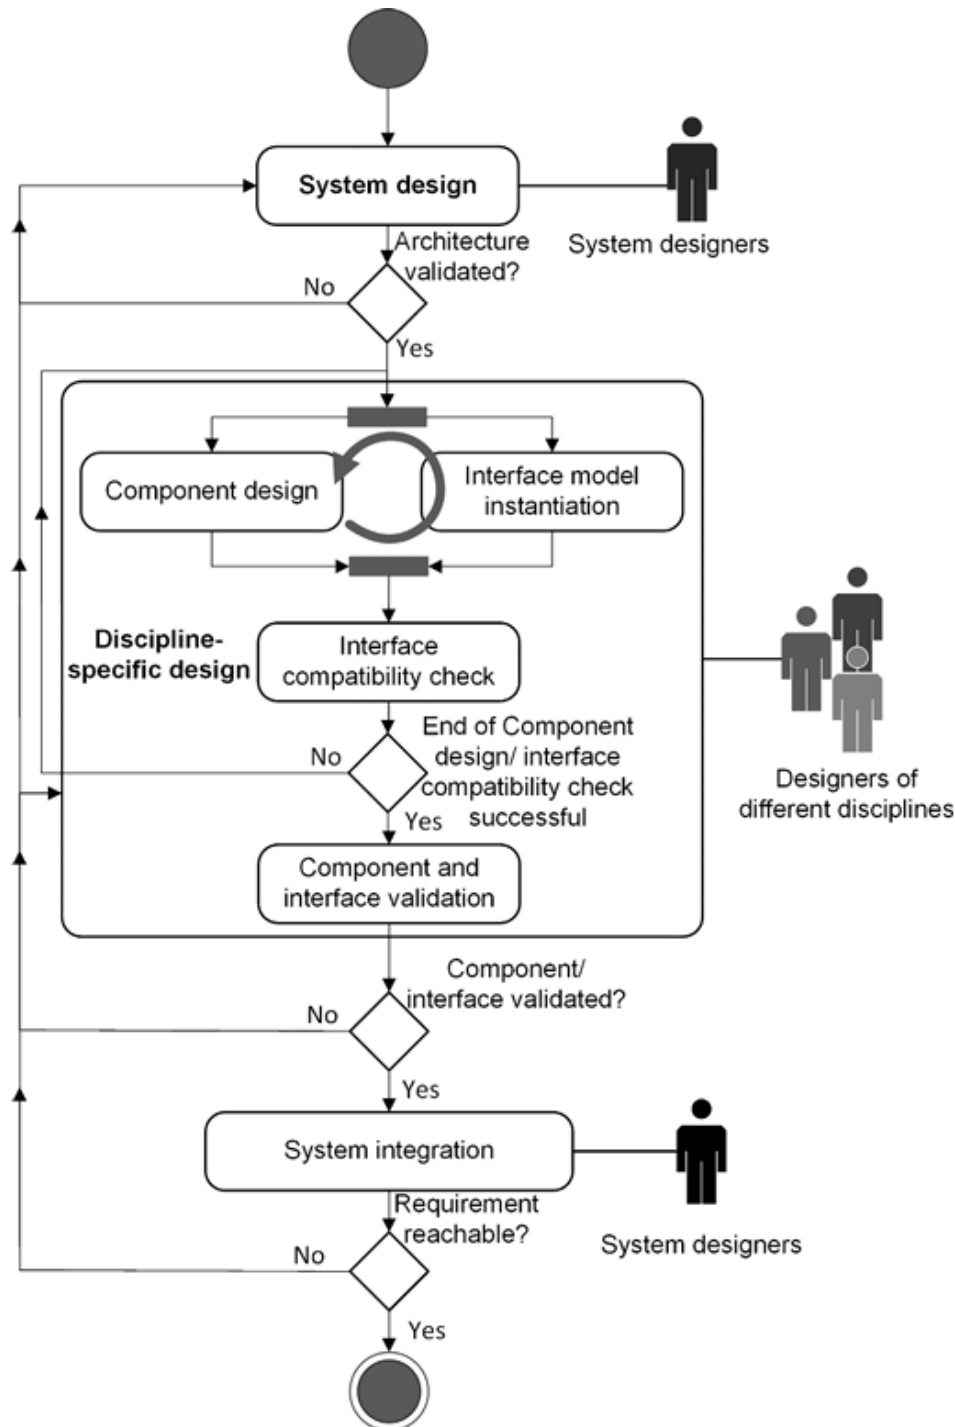 System design
System designers
Architecture
validated?
No
Yes
Component design
Interface model
instantiation
Discipline-
specific design
Interface
compatibility check
End of Component
design/ interface
compatibility check
successful
No
Yes
Designers of
different disciplines
Component and
interface validation
Component/
interface validated?
No
Yes
System integration
System designers
Requirement
reachable?
No
Yes